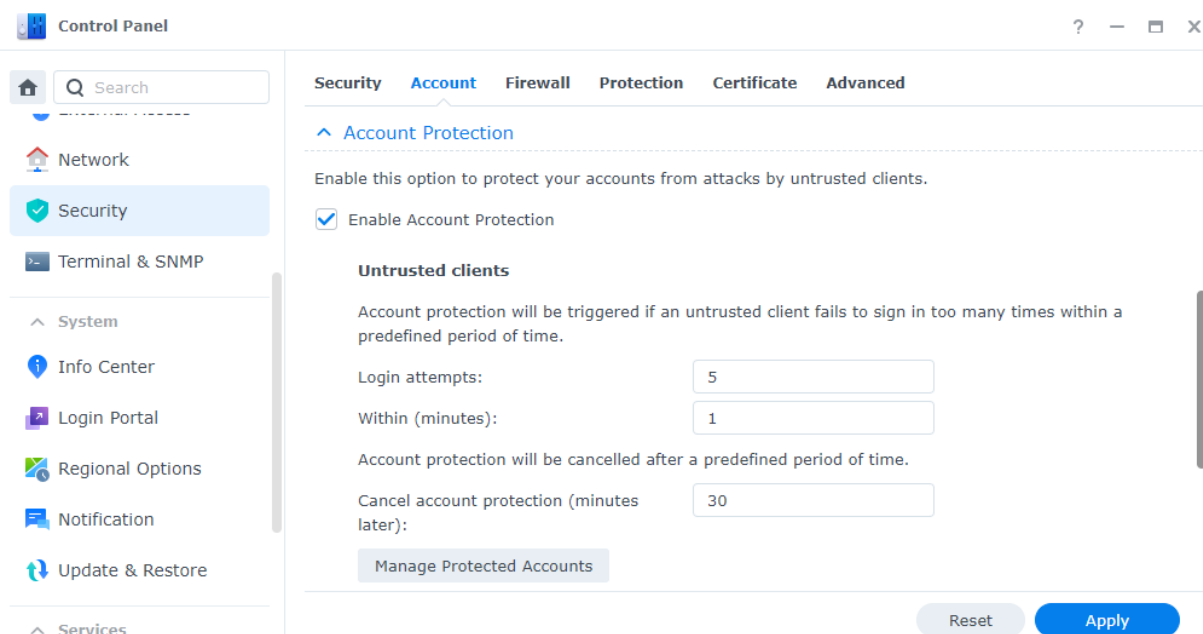 Control Panel
Search
Network
Security
Terminal & SNMP
System
Info Center
Login Portal
Regional Options
Notification
Update & Restore
Services
Security Account Firewall Protection Certificate Advanced
Account Protection
Enable this option to protect your accounts from attacks by untrusted clients.
Enable Account Protection
Untrusted clients
Account protection will be triggered if an untrusted client fails to sign in too many times within a
predefined period of time.
Login attempts: 5
Within (minutes): 1
Account protection will be cancelled after a predefined period of time.
Cancel account protection (minutes 30
later):
Manage Protected Accounts
Reset Apply